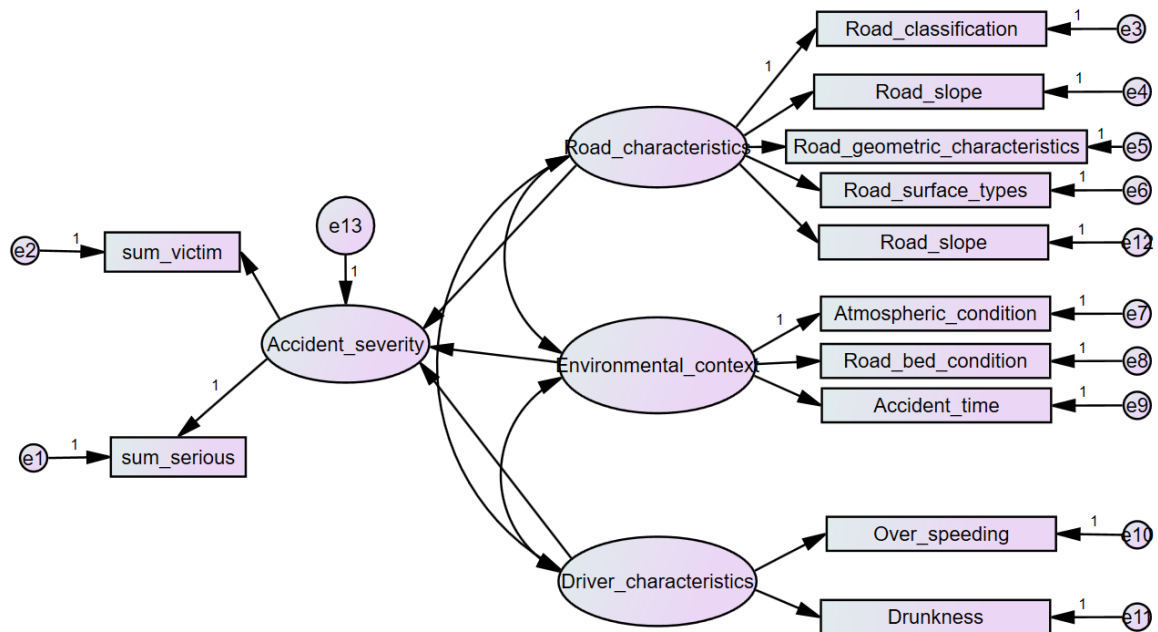 Road_classification
1
e3
1
Road_slope
1
e4
Road_characteristics
Road_geometric_characteristics
1
e5
Road_surface_types
1
e6
Road_slope
1
e12
e13
1
e2
1
sum_victim
Accident_severity
1
sum_serious
1
e1
Environmental_context
1
Atmospheric_condition
1
e7
Road_bed_condition
1
e8
Accident_time
1
e9
Driver_characteristics
Over_speeding
1
e10
Drunkness
1
e11